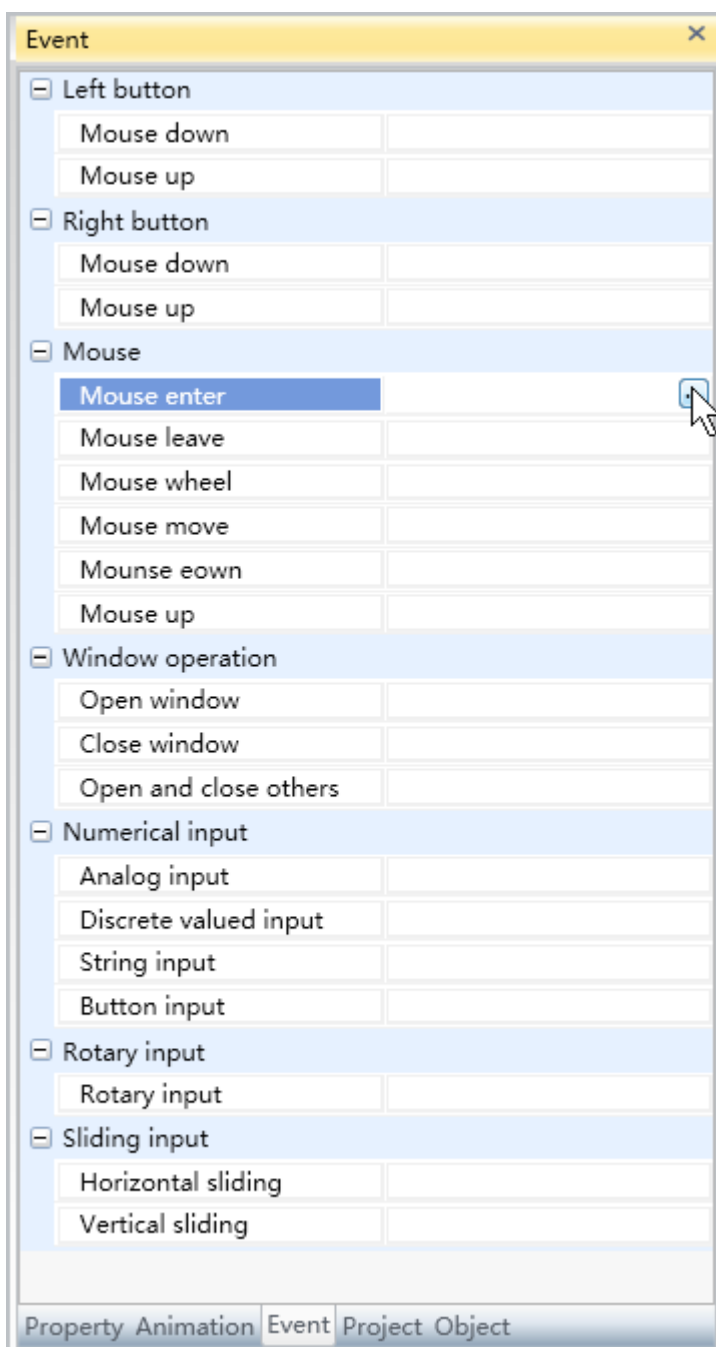 Event
Left button
Mouse down
Mouse up
Right button
Mouse down
Mouse up
Mouse
Mouse enter
Mouse leave
Mouse wheel
Mouse move
Mounse eown
Mouse up
Window operation
Open window
Close window
Open and close others
Numerical input
Analog input
Discrete valued input
String input
Button input
Rotary input
Rotary input
Sliding input
Horizontal sliding
Vertical sliding
Property Animation Event Project Object